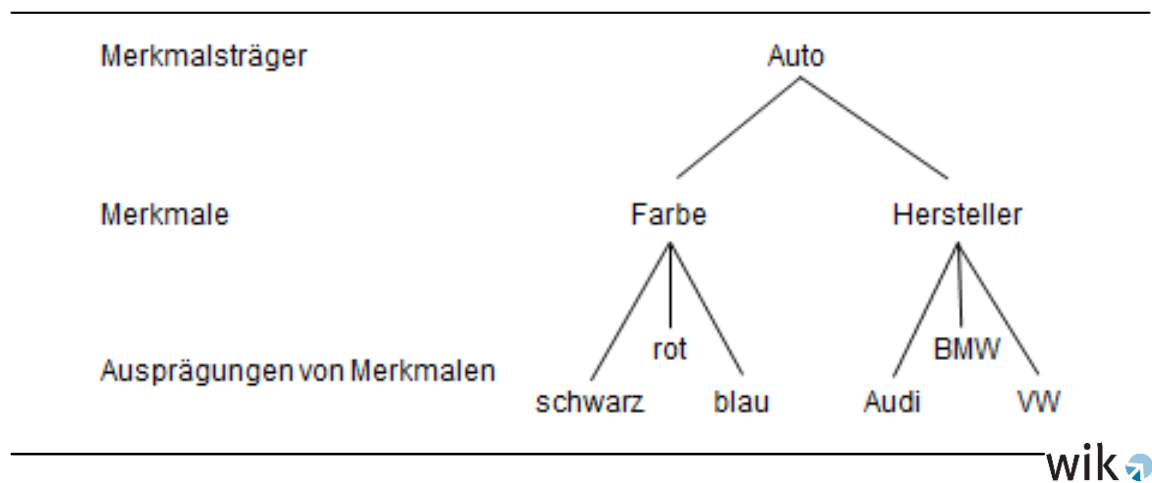 Merkmalsträger Auto
Merkmale Farbe Hersteller
rot BMW
Ausprägungen von Merkmalen
schwarz blau Audi VW
wik